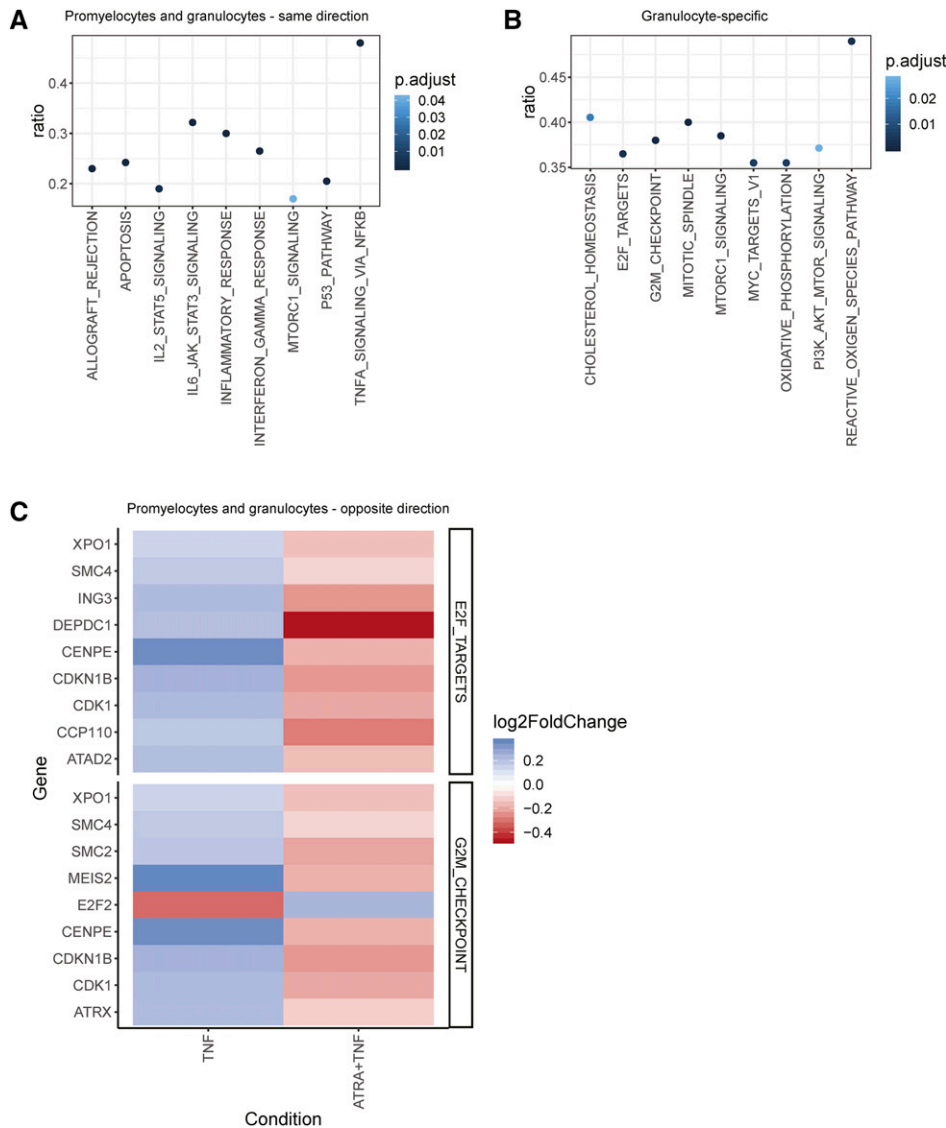 A
Promyelocytes and granulocytes - same direction
ratio
0.4
0.3
0.2
ALLOGRAFT_REJECTION
APOPTOSIS
IL2_STAT5_SIGNALING
IL6_JAK_STAT3_SIGNALING
INFLAMMATORY_RESPONSE
INTERFERON_GAMMA_RESPONSE
MTORC1_SIGNALING
P53_PATHWAY
TNFA_SIGNALING_VIA_NFKB
p.adjust
0.04
0.03
0.02
0.01
B
Granulocyte-specific
ratio
0.45
0.40
0.35
CHOLESTEROL_HOMEOSTASIS
E2F_TARGETS
G2M_CHECKPOINT
MITOTIC_SPINDLE
MTORC1_SIGNALING
MYC_TARGETS_V1
OXIDATIVE_PHOSPHORYLATION
PI3K_AKT_MTOR_SIGNALING
REACTIVE_OXIGEN_SPECIES_PATHWAY
p.adjust
0.02
0.01
C
Promyelocytes and granulocytes - opposite direction
Gene
XPO1
SMC4
ING3
DEPDC1
CENPE
CDKN1B
CDK1
CCP110
ATAD2
E2F_TARGETS
XPO1
SMC4
SMC2
MEIS2
E2F2
CENPE
CDKN1B
CDK1
ATRX
G2M_CHECKPOINT
TNF
ATRA+TNF
Condition
log2FoldChange
0.2
0.0
−0.2
−0.4